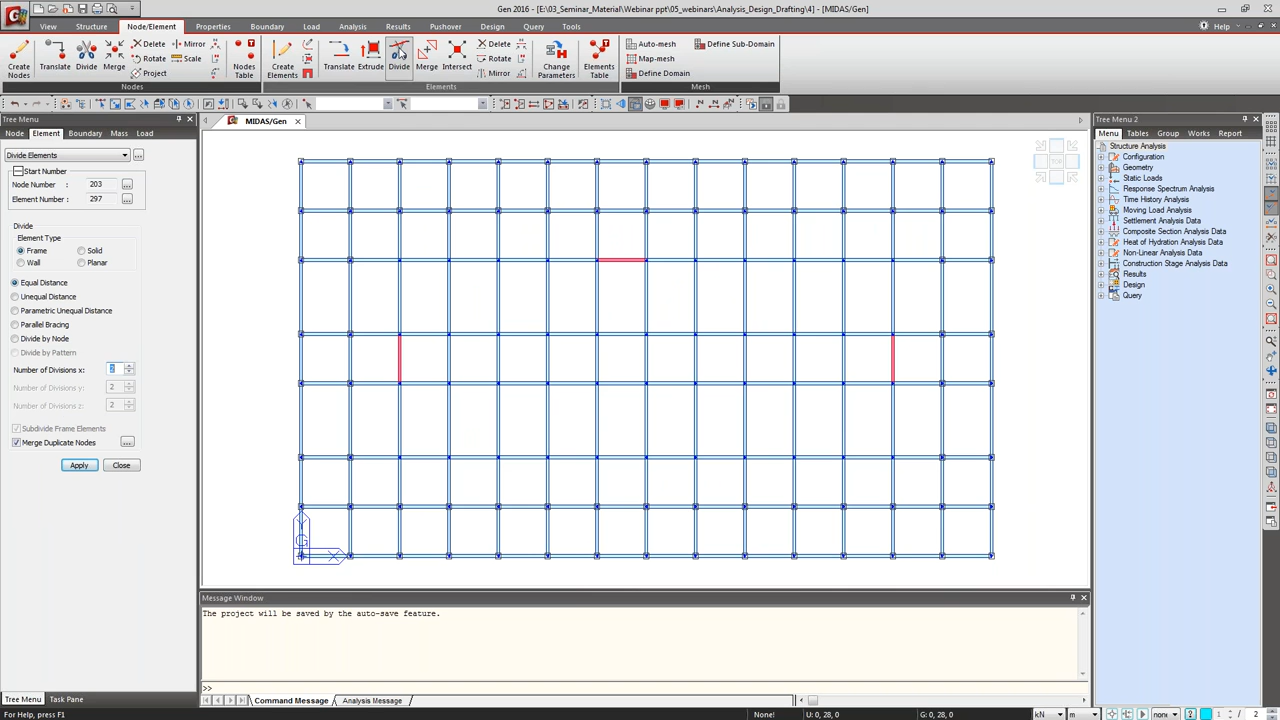 Gen 2016 - [E:\03_Seminar_Material\Webinar ppt\05_webinars\Analysis_Design_Drafting\4] - [MIDAS/Gen]
View Structure Node/Element Properties Boundary Load Analysis Results Pushover Design Query Tools Help
Create Nodes Translate Divide Merge Delete Rotate Project Mirror Scale Nodes Table
Create Elements Translate Extrude Divide Merge Intersect Delete Rotate Mirror Change Parameters Elements Table
Auto-mesh Map-mesh Define Domain Define Sub-Domain
Nodes Elements Mesh
Tree Menu
Node Element Boundary Mass Load
Divide Elements
Start Number
Node Number : 203
Element Number : 297
Divide
Element Type
Frame Solid
Wall Planar
Equal Distance
Unequal Distance
Parametric Unequal Distance
Parallel Bracing
Divide by Node
Divide by Pattern
Number of Divisions x: 2
Number of Divisions y: 2
Number of Divisions z: 2
Subdivide Frame Elements
Merge Duplicate Nodes
Apply Close
Tree Menu Task Pane
MIDAS/Gen
TOP
G
X
Message Window
The project will be saved by the auto-save feature.
>>
Command Message Analysis Message
Tree Menu 2
Menu Tables Group Works Report
Structure Analysis
Configuration
Geometry
Static Loads
Response Spectrum Analysis
Time History Analysis
Moving Load Analysis
Settlement Analysis Data
Composite Section Analysis Data
Heat of Hydration Analysis Data
Non-Linear Analysis Data
Construction Stage Analysis Data
Results
Design
Query
For Help, press F1
None! U: 0, 28, 0 G: 0, 28, 0 kN m none 1 / 2